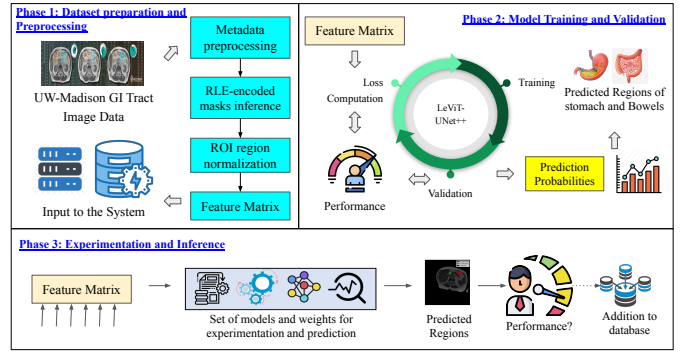 Phase 1: Dataset preparation and
Preprocessing
UW-Madison GI Tract
Image Data
Metadata
preprocessing
RLE-encoded
masks inference
ROI region
normalization
Feature Matrix
Input to the System
Phase 2: Model Training and Validation
Feature Matrix
Loss
Computation
Training
LeViT-
UNet++
Validation
Performance
Prediction
Probabilities
Predicted Regions of
stomach and Bowels
Phase 3: Experimentation and Inference
Feature Matrix
Set of models and weights for
experimentation and prediction
Predicted
Regions
Performance?
Addition to
database